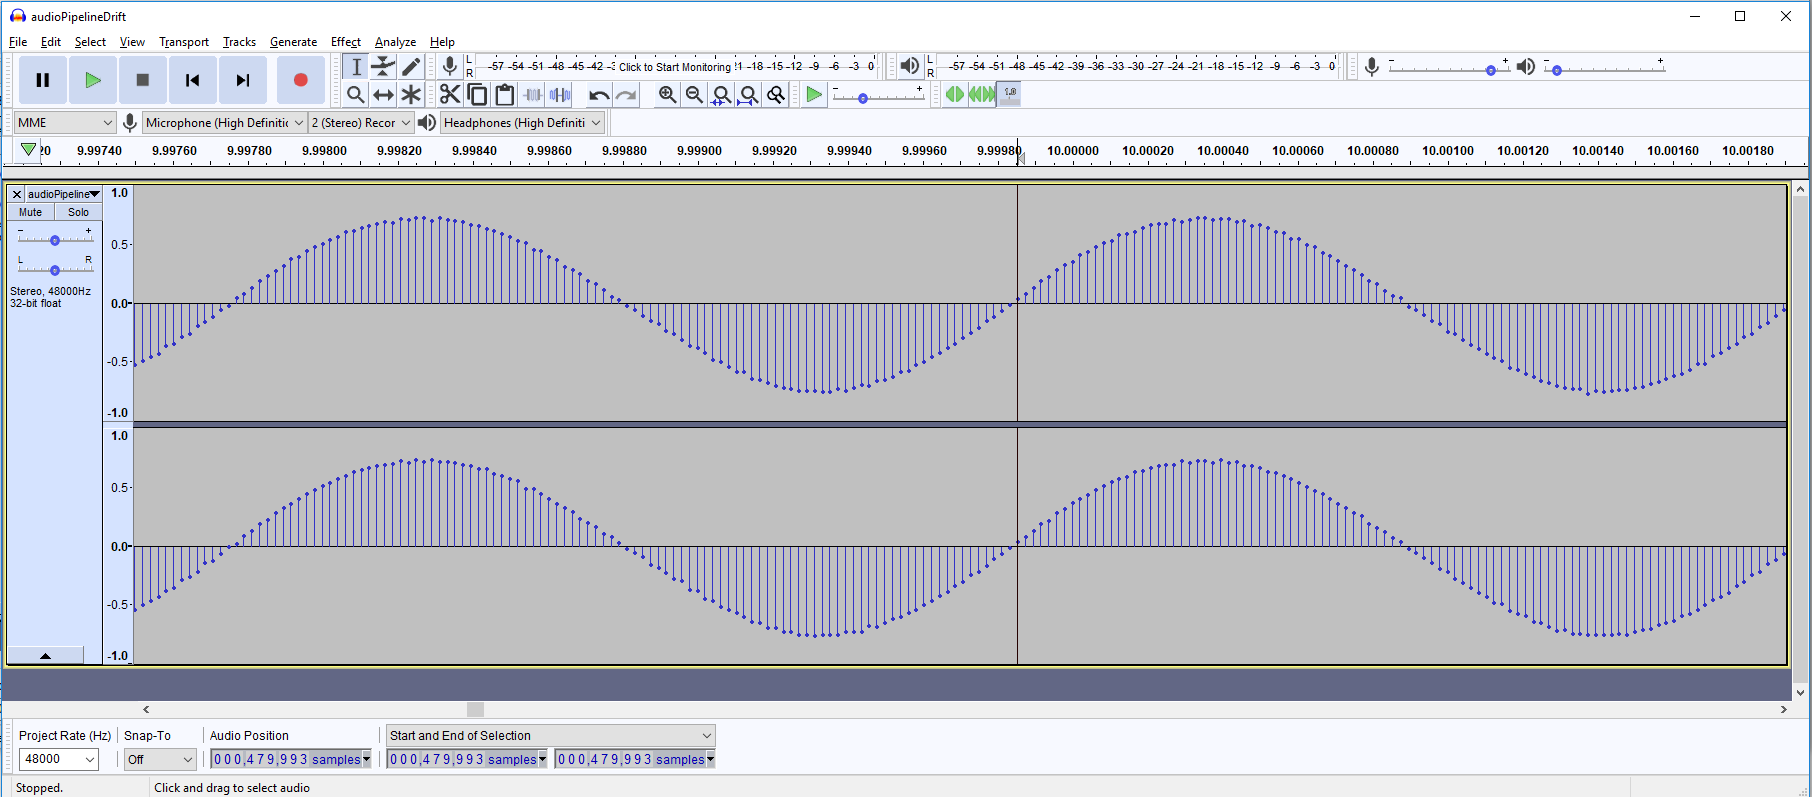 audioPipelineDrift
File Edit Select View Transport Tracks Generate Effect Analyze Help
L
R
-57 -54 -51 -48 -45 -42 Click to Start Monitoring -18 -15 -12 -9 -6 -3 0
L
R
-57 -54 -51 -48 -45 -42 -39 -36 -33 -30 -27 -24 -21 -18 -15 -12 -9 -6 -3 0
- +
- +
- +
1.0
MME Microphone (High Definitic 2 (Stereo) Recor Headphones (High Definiti
20 9.99740 9.99760 9.99780 9.99800 9.99820 9.99840 9.99860 9.99880 9.99900 9.99920 9.99940 9.99960 9.99980 10.00000 10.00020 10.00040 10.00060 10.00080 10.00100 10.00120 10.00140 10.00160 10.00180
audioPipeline
Mute Solo
- +
L R
Stereo, 48000Hz
32-bit float
1.0
0.5
0.0
-0.5
-1.0
1.0
0.5
0.0
-0.5
-1.0
Project Rate (Hz) Snap-To Audio Position Start and End of Selection
48000 Off 000,479,993 samples 000,479,993 samples 000,479,993 samples
Stopped. Click and drag to select audio